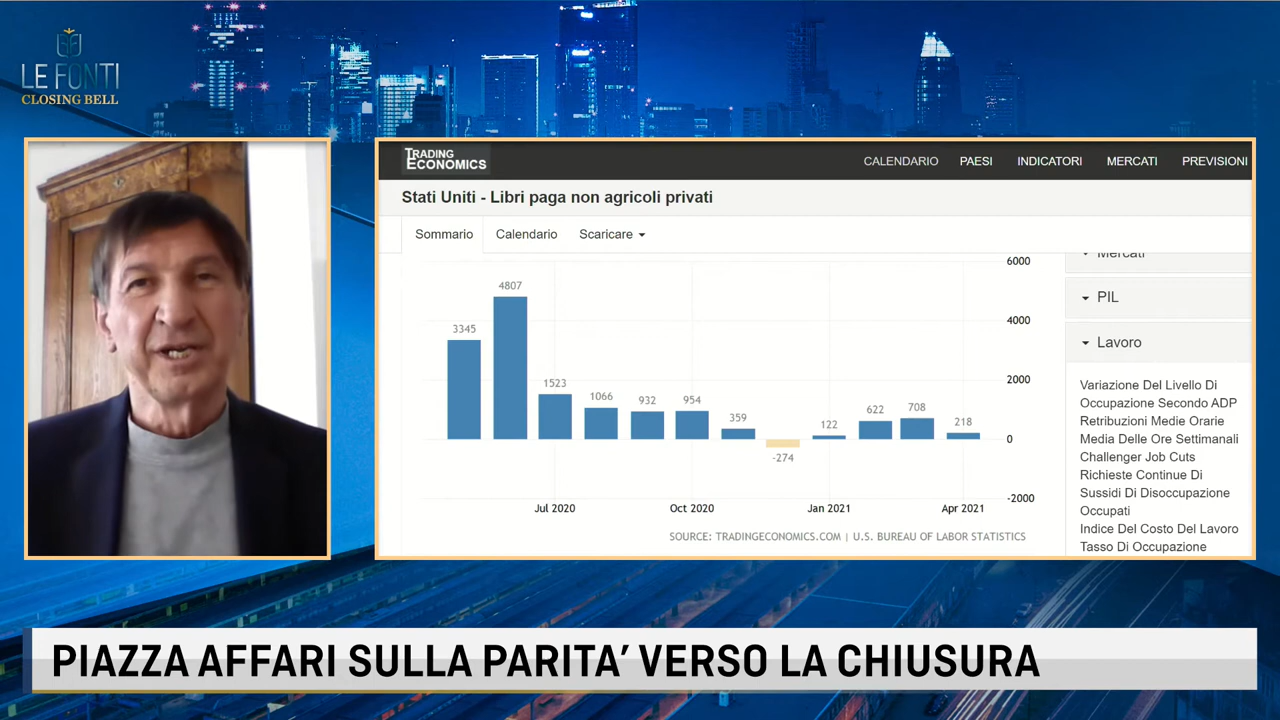 LE FONTI
CLOSING BELL
TRADING
ECONOMICS
CALENDARIO PAESI INDICATORI MERCATI PREVISIONI
Stati Uniti - Libri paga non agricoli privati
Sommario Calendario Scaricare
6000
4000
2000
0
-2000
3345
4807
1523
1066
932
954
359
-274
122
622
708
218
Jul 2020 Oct 2020 Jan 2021 Apr 2021
SOURCE: TRADINGECONOMICS.COM | U.S. BUREAU OF LABOR STATISTICS
Mercati
PIL
Lavoro
Variazione Del Livello Di
Occupazione Secondo ADP
Retribuzioni Medie Orarie
Media Delle Ore Settimanali
Challenger Job Cuts
Richieste Continue Di
Sussidi Di Disoccupazione
Occupati
Indice Del Costo Del Lavoro
Tasso Di Occupazione
PIAZZA AFFARI SULLA PARITA’ VERSO LA CHIUSURA